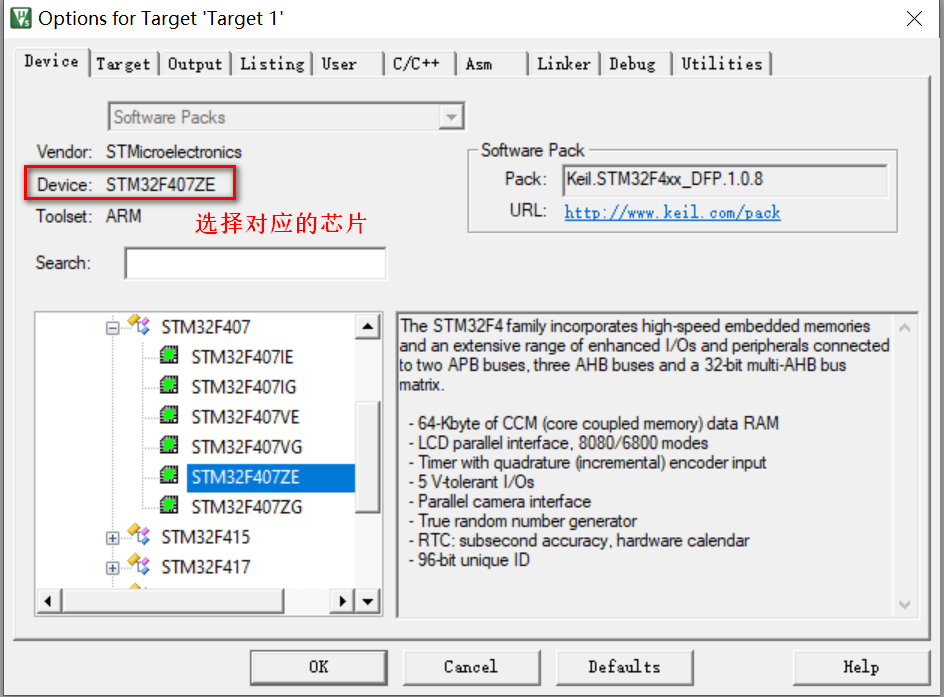 Options for Target 'Target 1'
Device Target Output Listing User C/C++ Asm Linker Debug Utilities
Software Packs
Vendor: STMicroelectronics
Device: STM32F407ZE
Toolset: ARM
选择对应的芯片
Search:
Software Pack
Pack: Keil.STM32F4xx_DFP.1.0.8
URL: http://www.keil.com/pack
STM32F407
STM32F407IE
STM32F407IG
STM32F407VE
STM32F407VG
STM32F407ZE
STM32F407ZG
STM32F415
STM32F417
The STM32F4 family incorporates high-speed embedded memories
and an extensive range of enhanced I/Os and peripherals connected
to two APB buses, three AHB buses and a 32-bit multi-AHB bus
matrix.
- 64-Kbyte of CCM (core coupled memory) data RAM
- LCD parallel interface, 8080/6800 modes
- Timer with quadrature (incremental) encoder input
- 5 V-tolerant I/Os
- Parallel camera interface
- True random number generator
- RTC: subsecond accuracy, hardware calendar
- 96-bit unique ID
OK Cancel Defaults Help